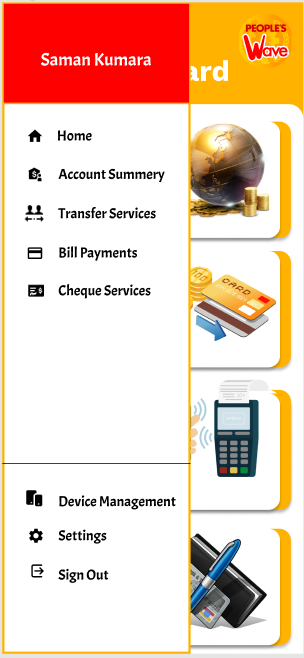 PEOPLE'S
Wave
Saman Kumara
ard
Home
Account Summery
Transfer Services
Bill Payments
Cheque Services
CARD
Device Management
Settings
Sign Out